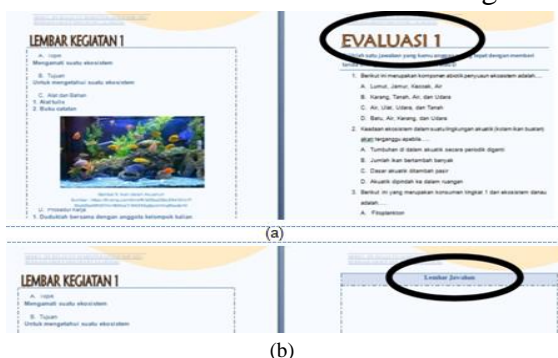 LEMBAR KEGIATAN 1
A. Topik
Mengamati suatu ekosistem
B. Tujuan
Untuk mengetahui suatu ekosistem
C. Alat dan Bahan
1. Alat tulis
2. Buku catatan
D. Prosedur Kerja
1. Duduklah bersama dengan anggota kelompok kalian
EVALUASI 1
1. Berikut ini merupakan komponen abiotik penyusun ekosistem adalah....
A. Lumut, Jamur, Air
B. Karang, Tanah, Air, dan Udara
C. Air, Ulat, Udara, dan Tanah
D. Batu, Air, Karang, dan Udara
2. Keadaan ekosistem dalam suatu lingkungan akuatik (kolam ikan buatan)
akan terganggu apabila....
A. Tumbuhan di dalam akuatik secara periodik diganti
B. Jumlah ikan bertambah banyak
C. Dasar akuatik ditambah pasir
D. Akuatik dipindah ke dalam ruangan
3. Berikut ini yang merupakan konsumen tingkat 1 dari ekosistem danau
adalah....
A. Fitoplankton
(a)
LEMBAR KEGIATAN 1
A. Topik
Mengamati suatu ekosistem
B. Tujuan
Untuk mengetahui suatu ekosistem
Lembar Jawaban
(b)